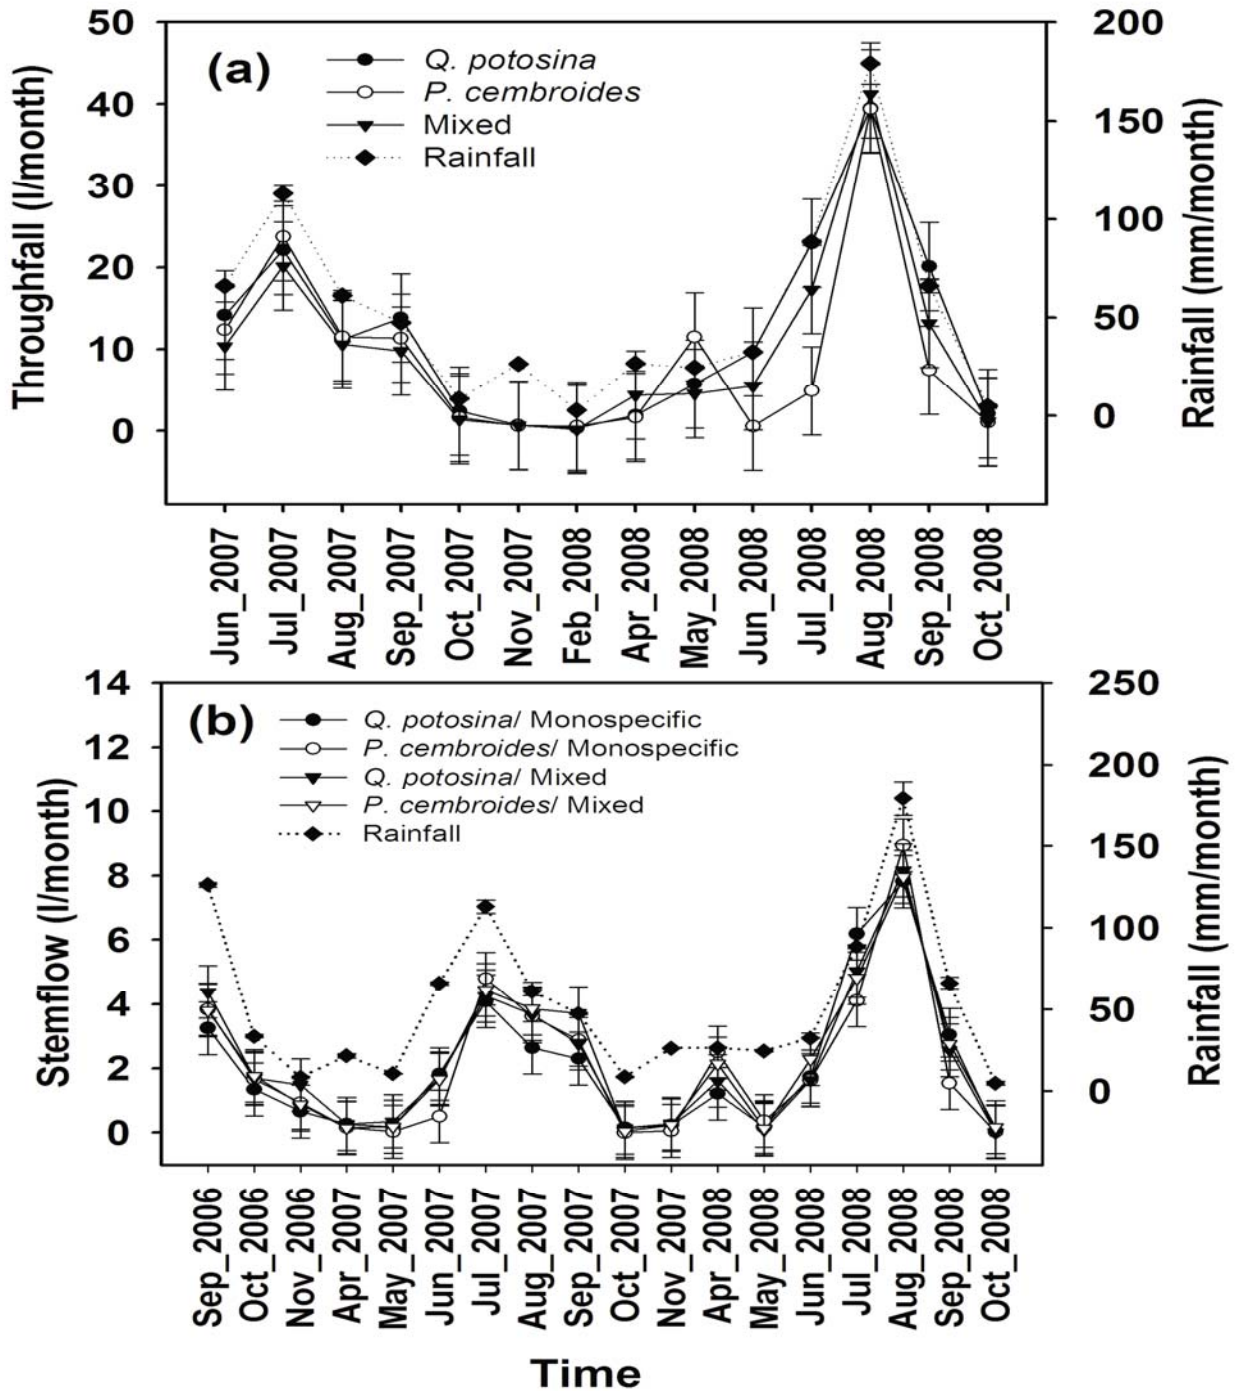 (a)
Q. potosina
P. cembroides
Mixed
Rainfall
Throughfall (l/month)
50
40
30
20
10
0
200
150
100
50
0
Rainfall (mm/month)
Jun_2007
Jul_2007
Aug_2007
Sep_2007
Oct_2007
Nov_2007
Feb_2008
Apr_2008
May_2008
Jun_2008
Jul_2008
Aug_2008
Sep_2008
Oct_2008
(b)
Q. potosina/ Monospecific
P. cembroides/ Monospecific
Q. potosina/ Mixed
P. cembroides/ Mixed
Rainfall
Stemflow (l/month)
14
12
10
8
6
4
2
0
250
200
150
100
50
0
Rainfall (mm/month)
Sep_2006
Oct_2006
Nov_2006
Apr_2007
May_2007
Jun_2007
Jul_2007
Aug_2007
Sep_2007
Oct_2007
Nov_2007
Apr_2008
May_2008
Jun_2008
Jul_2008
Aug_2008
Sep_2008
Oct_2008
Time